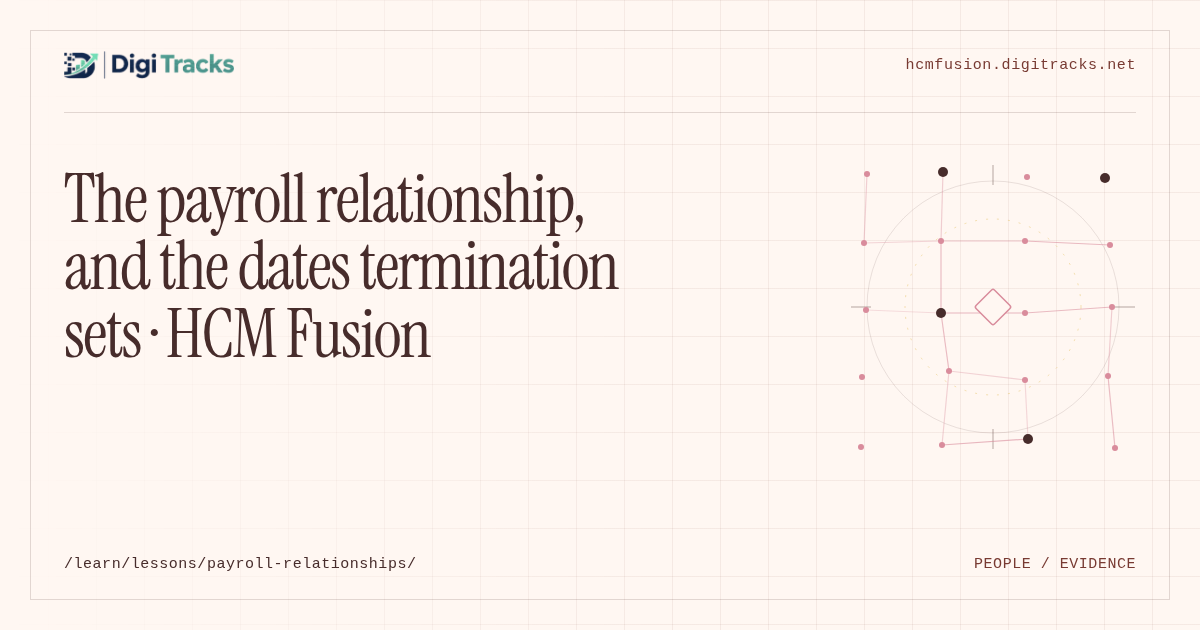 Digi Tracks
hcmfusion.digitracks.net
The payroll relationship,
and the dates termination
sets · HCM Fusion
/learn/lessons/payroll-relationships/
PEOPLE / EVIDENCE